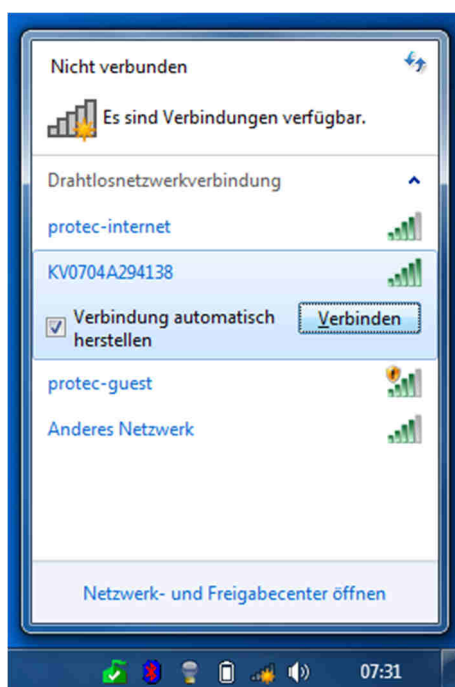 Nicht verbunden
Es sind Verbindungen verfügbar.
Drahtlosnetzwerkverbindung
protec-internet
KV0704A294138
Verbindung automatisch
herstellen
Verbinden
protec-guest
Anderes Netzwerk
Netzwerk- und Freigabecenter öffnen
07:31